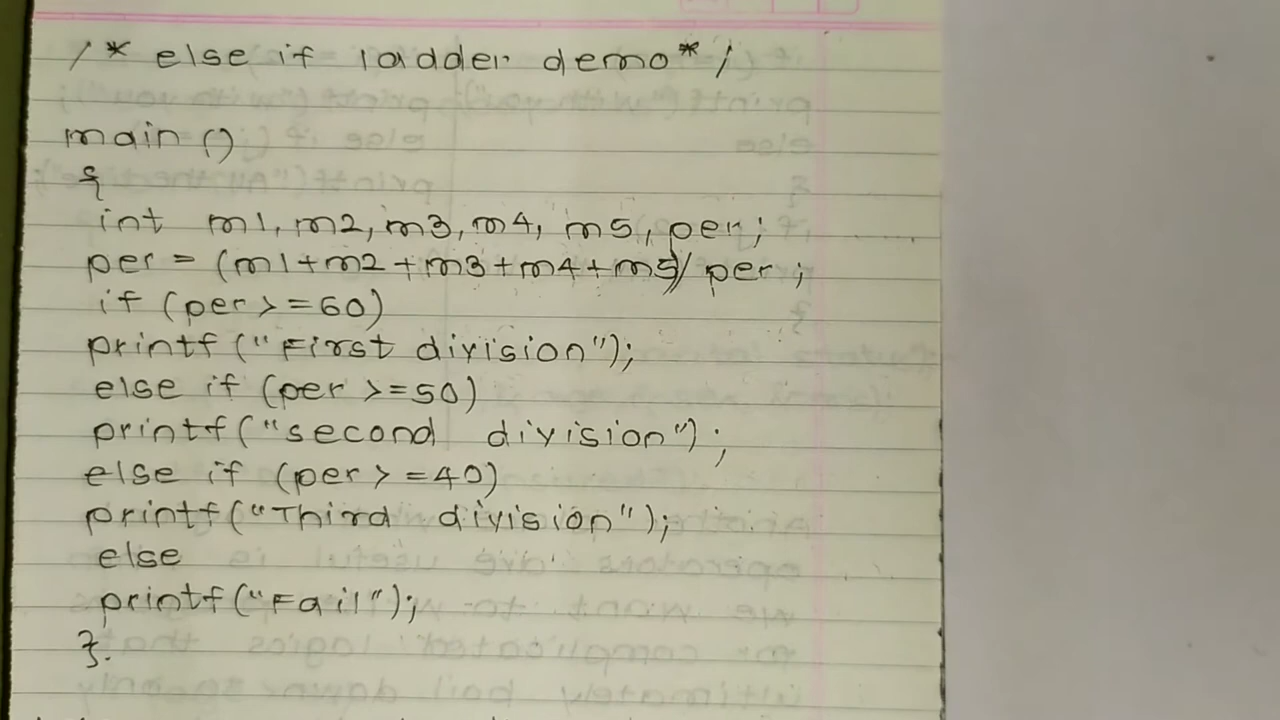 /* else if ladder demo*/
main ()
{
int m1, m2, m3, m4, m5, per;
per = (m1+m2+m3+m4+m5)/ per;
if (per >=60)
printf ("First division");
else if (per >=50)
printf("second division");
else if (per > =40)
printf("Third division");
else
printf("Fail");
}.